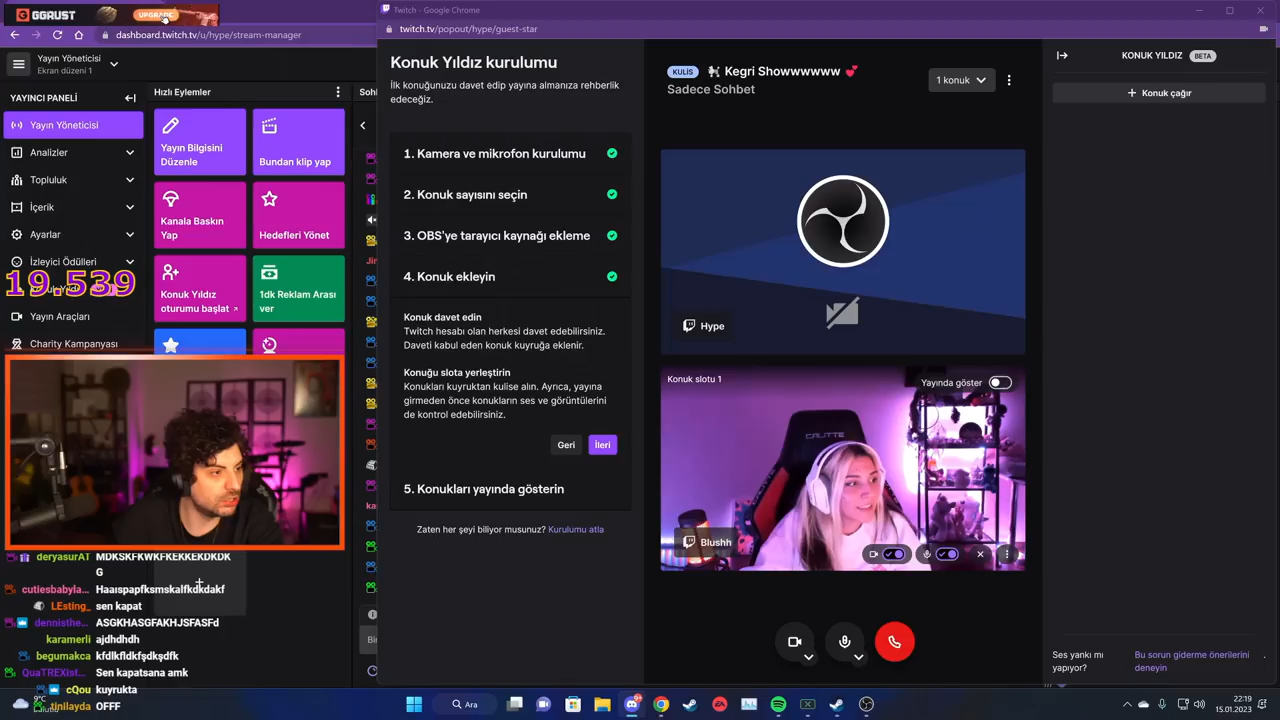 GGRUST
UPGRADE
dashboard.twitch.tv/u/hype/stream-manager
Yayın Yöneticisi
Ekran düzeni 1
YAYINCI PANELİ
Yayın Yöneticisi
Analizler
Topluluk
İçerik
Ayarlar
İzleyici Ödülleri
19.539
Yayın Araçları
Charity Kampanyası
Hızlı Eylemler
Yayın Bilgisini
Düzenle
Bundan klip yap
Kanala Baskın
Yap
Hedefleri Yönet
Konuk Yıldız
oturumu başlat
1dk Reklam Arası
ver
deryasurAT MDKSKFKWFKEKKEKDKDK
G
cutiesbabyla... Haaıspapfksmskalfkdkdakf
LEsting_ sen kapat
dennisthe... ASGKHASGFAKHJSFASFd
karamerli ajdhdhdh
begumakca kfdlkfldkfşdkşdfk
QuaTREXist... Sen kapatsana amk
cQou kuyrukta
tinilayda OFFF
Twitch - Google Chrome
twitch.tv/popout/hype/guest-star
Konuk Yıldız kurulumu
İlk konuğunuzu davet edip yayına almanıza rehberlik
edeceğiz.
1. Kamera ve mikrofon kurulumu
2. Konuk sayısını seçin
3. OBS'ye tarayıcı kaynağı ekleme
4. Konuk ekleyin
Konuk davet edin
Twitch hesabı olan herkesi davet edebilirsiniz.
Daveti kabul eden konuk kuyruğa eklenir.
Konuğu slota yerleştirin
Konukları kuyruktan kulise alın. Ayrıca, yayına
girmeden önce konukların ses ve görüntülerini
de kontrol edebilirsiniz.
Geri
İleri
5. Konukları yayında gösterin
Zaten her şeyi biliyor musunuz? Kurulumu atla
KULİS Kegri Showwwwww
Sadece Sohbet
1 konuk
Hype
Konuk slotu 1
Yayında göster
CALITTE
Blushh
KONUK YILDIZ BETA
+ Konuk çağır
Ses yankı mı
yapıyor?
Bu sorun giderme önerilerini
deneyin
9°C
Ara
22:19
15.01.2023